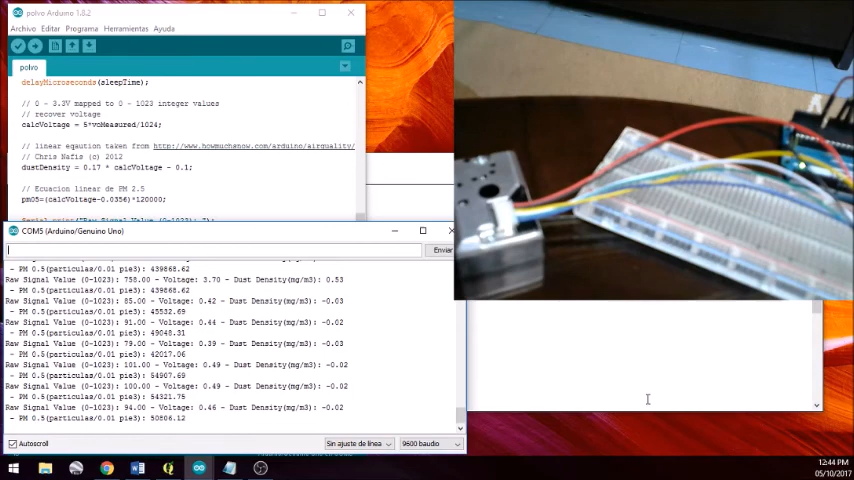 polvo Arduino 1.8.2
Archivo Editar Programa Herramientas Ayuda
polvo
delayMicroseconds(sleepTime);
// 0 - 3.3V mapped to 0 - 1023 integer values
// recover voltage
calcVoltage = 5*voMeasured/1024;
// linear eqaution taken from http://www.howmuchsnow.com/arduino/airquality/
// Chris Nafis (c) 2012
dustDensity = 0.17 * calcVoltage - 0.1;
// Ecuacion linear de PM 2.5
pm05=(calcVoltage-0.0356)*120000;
Serial.print("Raw Signal Value (0-1023): ");
COM5 (Arduino/Genuino Uno)
Enviar
- PM 0.5(particulas/0.01 pie3): 439868.62
Raw Signal Value (0-1023): 758.00 - Voltage: 3.70 - Dust Density(mg/m3): 0.53
- PM 0.5(particulas/0.01 pie3): 439868.62
Raw Signal Value (0-1023): 85.00 - Voltage: 0.42 - Dust Density(mg/m3): -0.03
- PM 0.5(particulas/0.01 pie3): 45532.69
Raw Signal Value (0-1023): 91.00 - Voltage: 0.44 - Dust Density(mg/m3): -0.02
- PM 0.5(particulas/0.01 pie3): 49048.31
Raw Signal Value (0-1023): 79.00 - Voltage: 0.39 - Dust Density(mg/m3): -0.03
- PM 0.5(particulas/0.01 pie3): 42017.06
Raw Signal Value (0-1023): 101.00 - Voltage: 0.49 - Dust Density(mg/m3): -0.02
- PM 0.5(particulas/0.01 pie3): 54907.69
Raw Signal Value (0-1023): 100.00 - Voltage: 0.49 - Dust Density(mg/m3): -0.02
- PM 0.5(particulas/0.01 pie3): 54321.75
Raw Signal Value (0-1023): 94.00 - Voltage: 0.46 - Dust Density(mg/m3): -0.02
- PM 0.5(particulas/0.01 pie3): 50806.12
Autoscroll
Sin ajuste de línea
9600 baudio
12:44 PM
05/10/2017